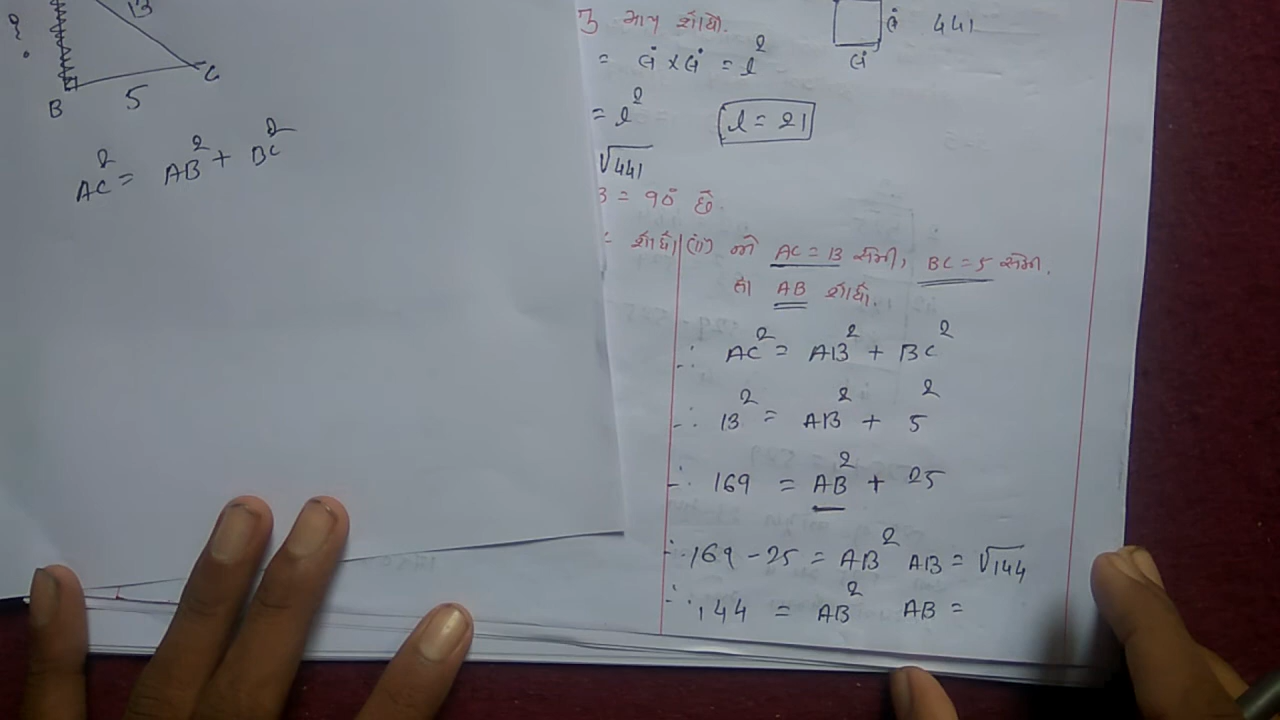 13
?
B 5 C
AC² = AB² + BC²
શોધો. લં 441
= લં × લં = l² લં
= l² l = 21
√441
B = 90° છે.
શોધો (ii) જો AC = 13 સેમી, BC = 5 સેમી.
તો AB શોધો.
∴ AC² = AB² + BC²
∴ 13² = AB² + 5²
∴ 169 = AB² + 25
∴ 169 - 25 = AB² AB = √144
∴ 144 = AB² AB =